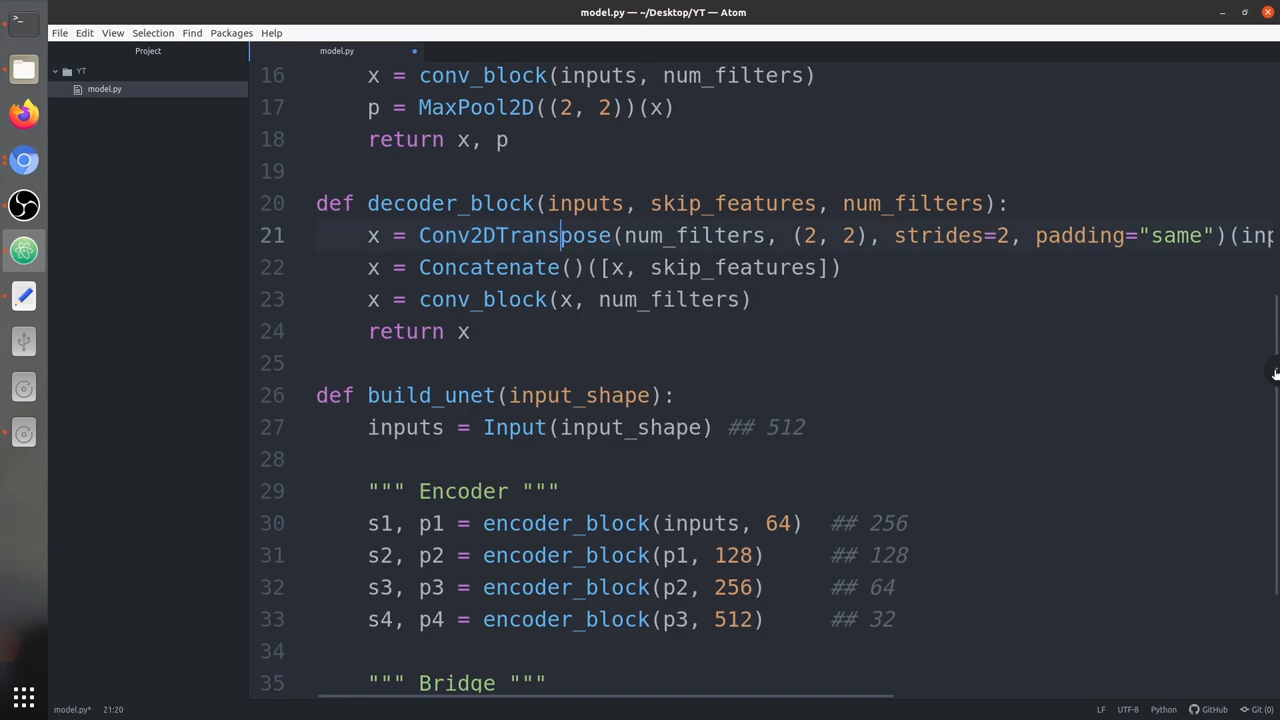 model.py — ~/Desktop/YT — Atom
File Edit View Selection Find Packages Help
Project
model.py
YT
model.py
16 x = conv_block(inputs, num_filters)
17 p = MaxPool2D((2, 2))(x)
18 return x, p
19
20 def decoder_block(inputs, skip_features, num_filters):
21 x = Conv2DTranspose(num_filters, (2, 2), strides=2, padding="same")(inp
22 x = Concatenate()([x, skip_features])
23 x = conv_block(x, num_filters)
24 return x
25
26 def build_unet(input_shape):
27 inputs = Input(input_shape) ## 512
28
29 """ Encoder """
30 s1, p1 = encoder_block(inputs, 64) ## 256
31 s2, p2 = encoder_block(p1, 128) ## 128
32 s3, p3 = encoder_block(p2, 256) ## 64
33 s4, p4 = encoder_block(p3, 512) ## 32
34
35 """ Bridge """
model.py* 21:20 LF UTF-8 Python GitHub Git (0)